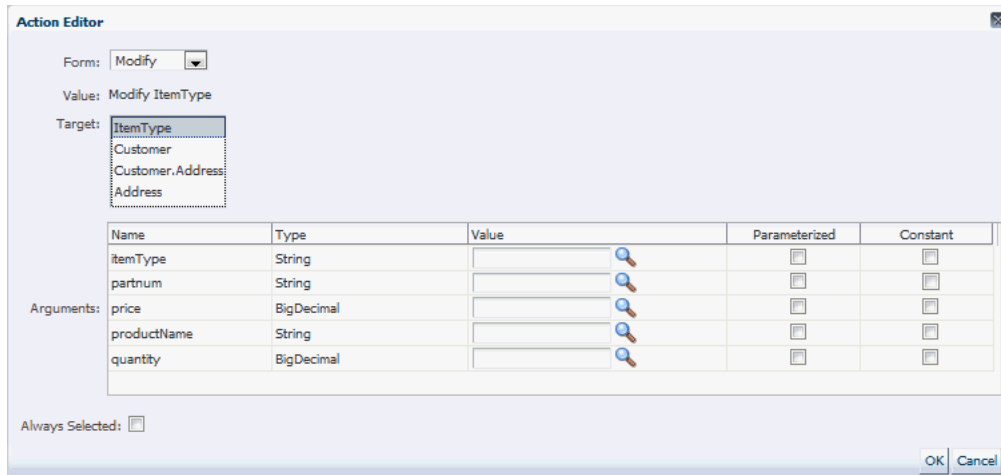 Action Editor
Form: Modify
Value: Modify ItemType
Target: ItemType
Customer
Customer.Address
Address
Name Type Value Parameterized Constant
itemType String
partnum String
Arguments: price BigDecimal
productName String
quantity BigDecimal
Always Selected:
OK Cancel